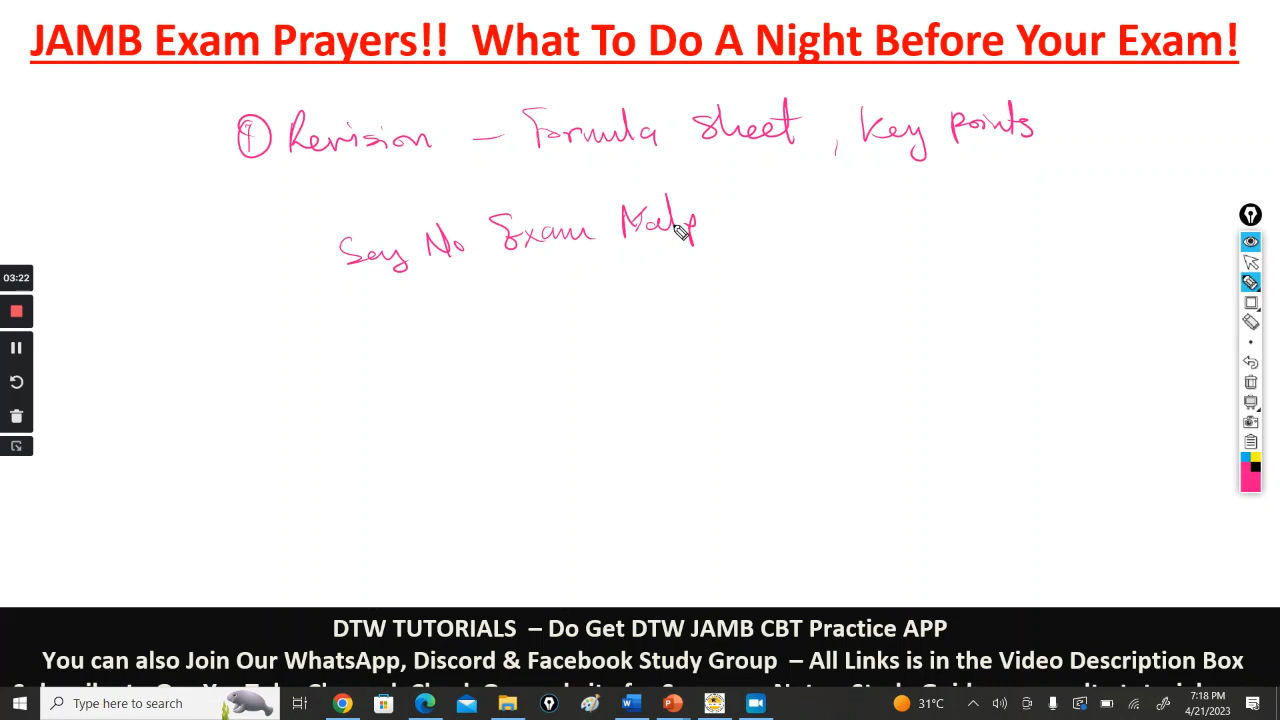 JAMB Exam Prayers!! What To Do A Night Before Your Exam!
① Revision – Formula sheet, Key points
Say No Exam Malp
03:22
DTW TUTORIALS – Do Get DTW JAMB CBT Practice APP
You can also Join Our WhatsApp, Discord & Facebook Study Group – All Links is in the Video Description Box
Type here to search
31°C
7:18 PM
4/21/2023